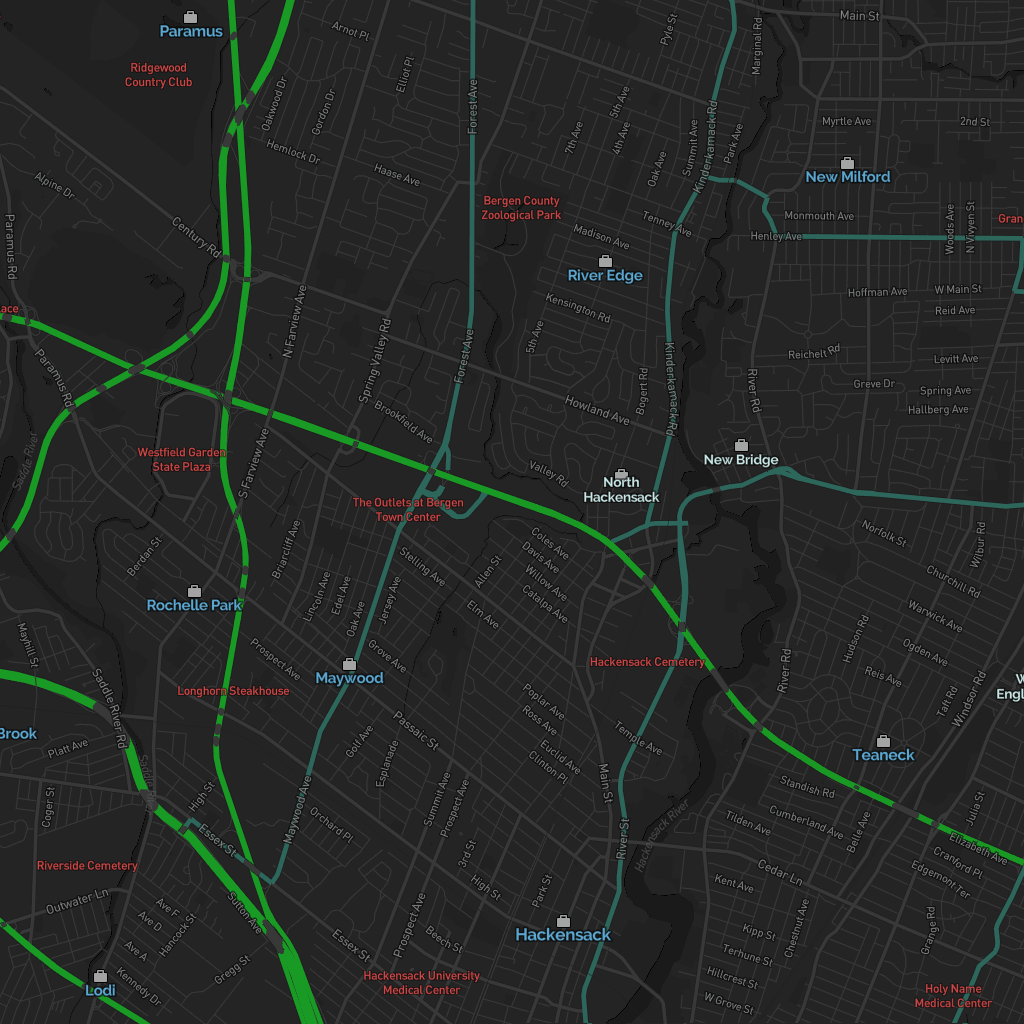 Main St
Pyle St
Marginal Rd
Arnot Pl
Paramus
Ridgewood
Country Club
Elliot Pl
Oakwood Dr
Gordon Dr
Forest Ave
5th Ave
4th Ave
7th Ave
Kinderkamack Rd
Summit Ave
Park Ave
Myrtle Ave
2nd St
Hemlock Dr
Haase Ave
Oak Ave
New Milford
Alpine Dr
Bergen County
Zoological Park
Tenney Ave
Monmouth Ave
Woods Ave
N Vivyen St
Gran
Paramus Rd
Century Rd
Madison Ave
Henley Ave
River Edge
Hoffman Ave
W Main St
Reid Ave
Kensington Rd
lace
N Farview Ave
Spring Valley Rd
Forest Ave
5th Ave
Kinderkamack Rd
Reichelt Rd
Levitt Ave
Paramus Rd
Bogert Rd
River Rd
Greve Dr
Spring Ave
Hallberg Ave
Brookfield Ave
Howland Ave
Saddle River
Westfield Garden
State Plaza
S Farview Ave
New Bridge
Valley Rd
North
Hackensack
The Outlets at Bergen
Town Center
Norfolk St
Wilbur Rd
Berdan St
Briarcliff Ave
Stelling Ave
Allen St
Coles Ave
Davis Ave
Willow Ave
Catalpa Ave
Churchill Rd
Rochelle Park
Lincoln Ave
Edel Ave
Oak Ave
Jersey Ave
Elm Ave
Warwick Ave
Hudson Rd
Ogden Ave
Mayhill St
Prospect Ave
Grove Ave
Hackensack Cemetery
River Rd
Reis Ave
Maywood
Longhorn Steakhouse
Saddle River Rd
Poplar Ave
Ross Ave
Taft Rd
Windsor Rd
W
Engl
Brook
Platt Ave
Golf Ave
Passaic St
Esplanade
Euclid Ave
Clinton Pl
Temple Ave
Teaneck
Coger St
High St
Maywood Ave
Summit Ave
Prospect Ave
Main St
Standish Rd
Julia St
Essex St
Orchard Pl
River St
Hackensack River
Tilden Ave
Cumberland Ave
Belle Ave
Elizabeth Ave
Cranford Pl
Edgemont Ter
Riverside Cemetery
3rd St
High St
Park St
Cedar Ln
Kent Ave
Outwater Ln
Sutton Ave
Ave F
Ave D
Ave A
Hancock St
Prospect Ave
Hackensack
Chestnut Ave
Grange Rd
Kipp St
Essex St
Beech St
Terhune St
Gregg St
Kennedy Dr
Lodi
Hackensack University
Medical Center
Hillcrest St
W Grove St
Holy Name
Medical Center